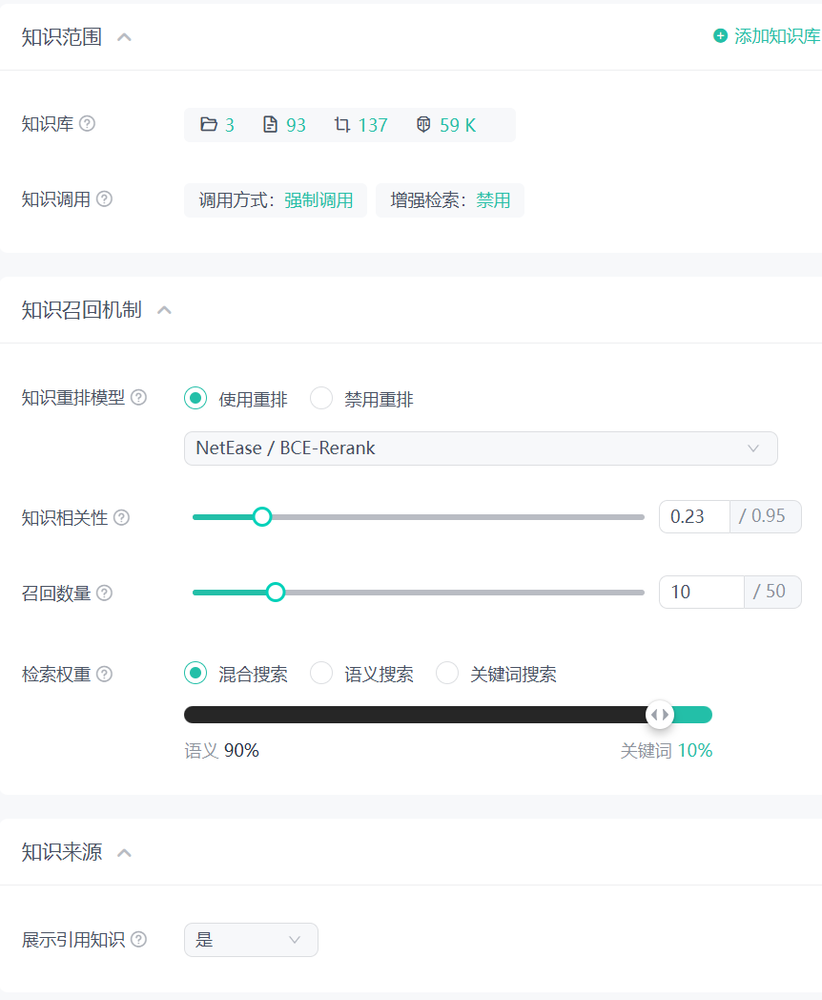 知识范围
添加知识库
知识库 3 93 137 59 K
知识调用 调用方式：强制调用 增强检索：禁用
知识召回机制
知识重排模型 使用重排 禁用重排
NetEase / BCE-Rerank
知识相关性 0.23 / 0.95
召回数量 10 / 50
检索权重 混合搜索 语义搜索 关键词搜索
语义 90% 关键词 10%
知识来源
展示引用知识 是